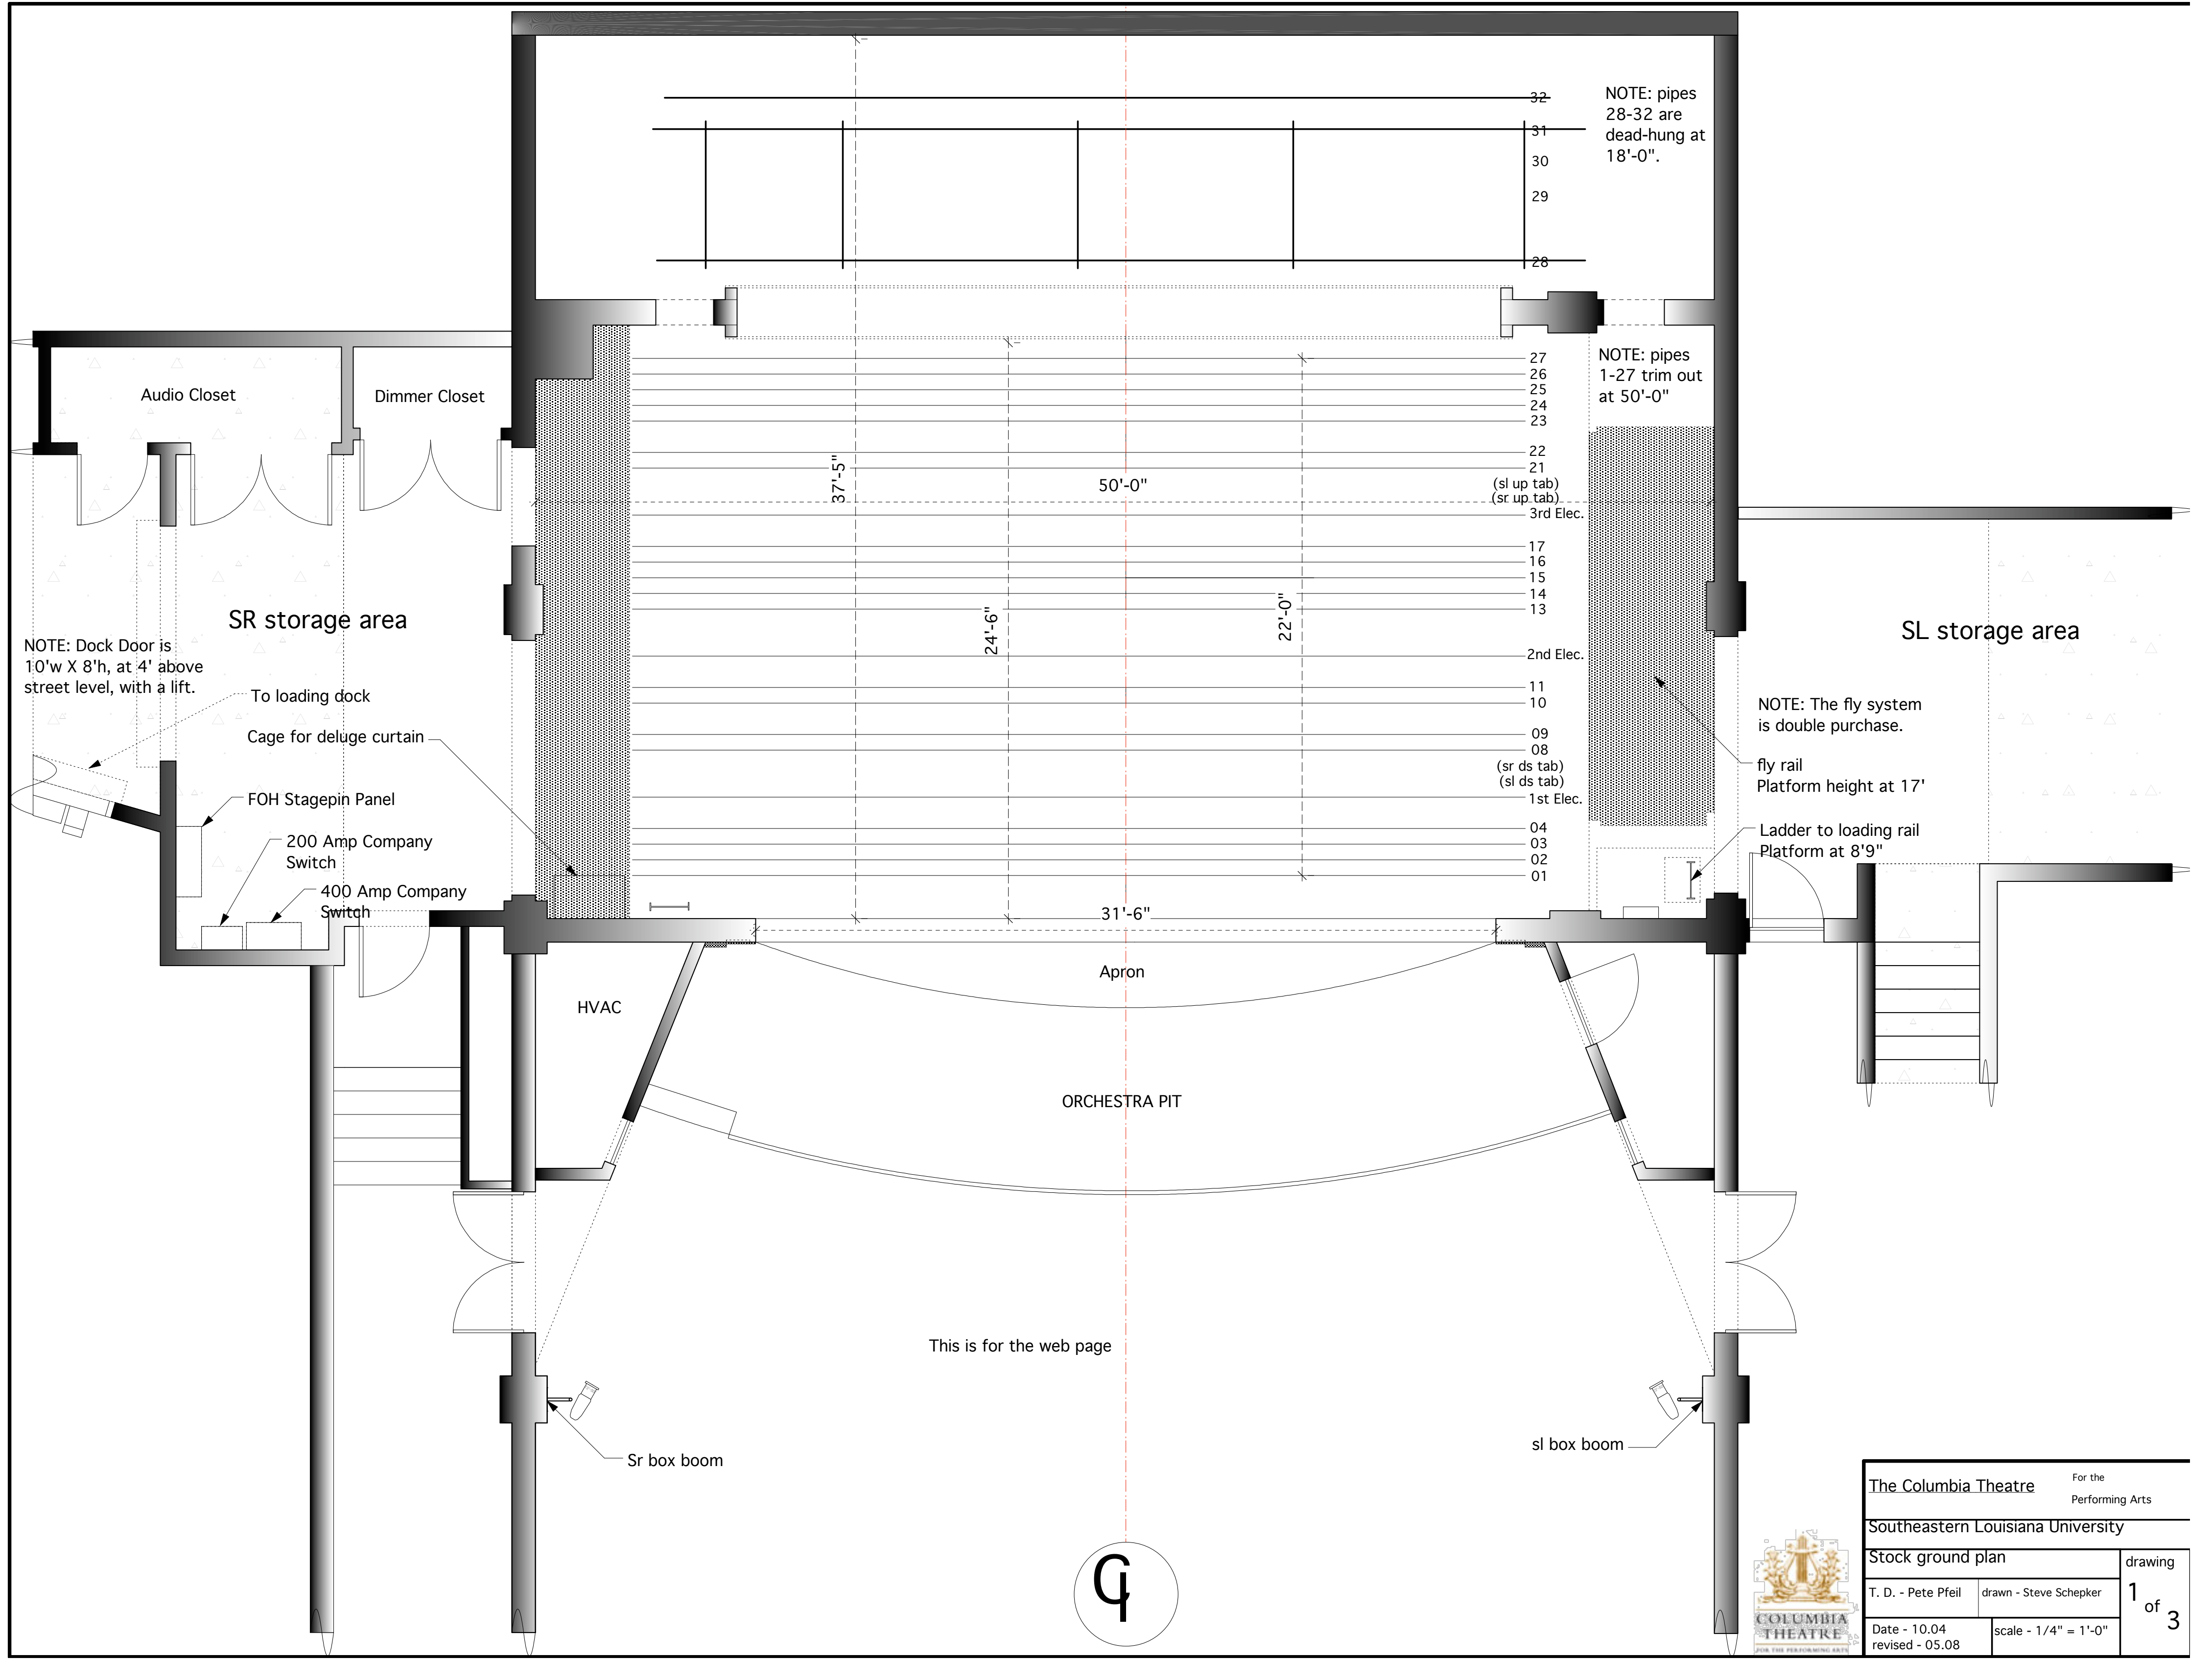 32
NOTE: pipes
28-32 are
dead-hung at
18'-0".
31
30
29
28
NOTE: pipes
1-27 trim out
at 50'-0"
27
26
25
24
23
22
21
(sl up tab)
(sr up tab)
3rd Elec.
17
16
15
14
13
2nd Elec.
11
10
09
08
(sr ds tab)
(sl ds tab)
1st Elec.
04
03
02
01
37'-5"
50'-0"
24'-6"
22'-0"
31'-6"
Audio Closet
Dimmer Closet
SR storage area
NOTE: Dock Door is
10'w X 8'h, at 4' above
street level, with a lift.
To loading dock
Cage for deluge curtain
FOH Stagepin Panel
200 Amp Company
Switch
400 Amp Company
Switch
SL storage area
NOTE: The fly system
is double purchase.
fly rail
Platform height at 17'
Ladder to loading rail
Platform at 8'9"
Apron
HVAC
ORCHESTRA PIT
This is for the web page
Sr box boom
sl box boom
CL
COLUMBIA
THEATRE
FOR THE PERFORMING ARTS
The Columbia Theatre
For the
Performing Arts
Southeastern Louisiana University
Stock ground plan
drawing
1 of 3
T. D. - Pete Pfeil
drawn - Steve Schepker
Date - 10.04
revised - 05.08
scale - 1/4" = 1'-0"